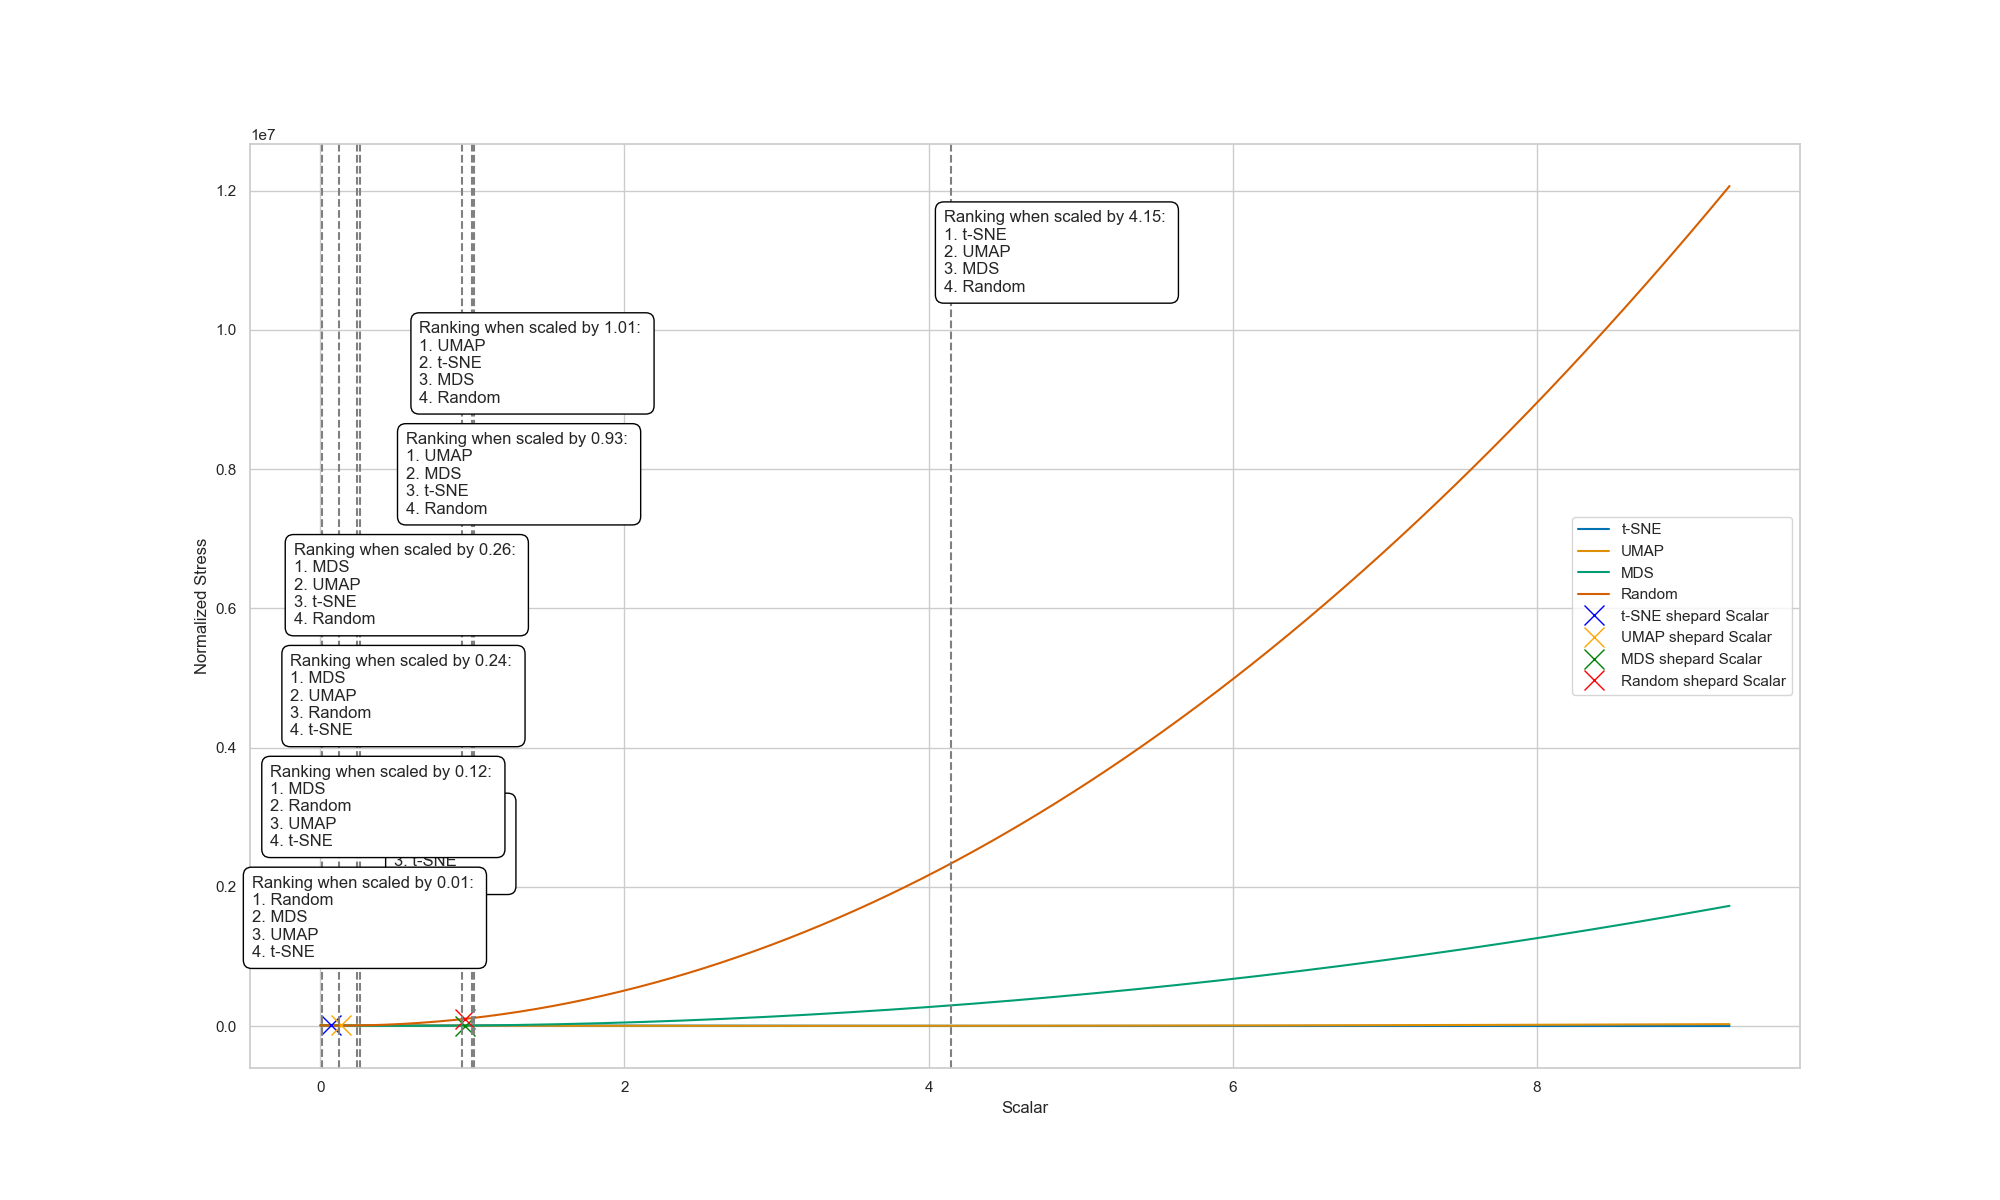 1e7
1.2
1.0
0.8
0.6
0.4
0.2
0.0
Normalized Stress
0
2
4
6
8
Scalar
Ranking when scaled by 4.15:
1. t-SNE
2. UMAP
3. MDS
4. Random
Ranking when scaled by 1.01:
1. UMAP
2. t-SNE
3. MDS
4. Random
Ranking when scaled by 0.93:
1. UMAP
2. MDS
3. t-SNE
4. Random
Ranking when scaled by 0.26:
1. MDS
2. UMAP
3. t-SNE
4. Random
Ranking when scaled by 0.24:
1. MDS
2. UMAP
3. Random
4. t-SNE
Ranking when scaled by 0.12:
1. MDS
2. Random
3. UMAP
4. t-SNE
3. t-SNE
Ranking when scaled by 0.01:
1. Random
2. MDS
3. UMAP
4. t-SNE
t-SNE
UMAP
MDS
Random
t-SNE shepard Scalar
UMAP shepard Scalar
MDS shepard Scalar
Random shepard Scalar